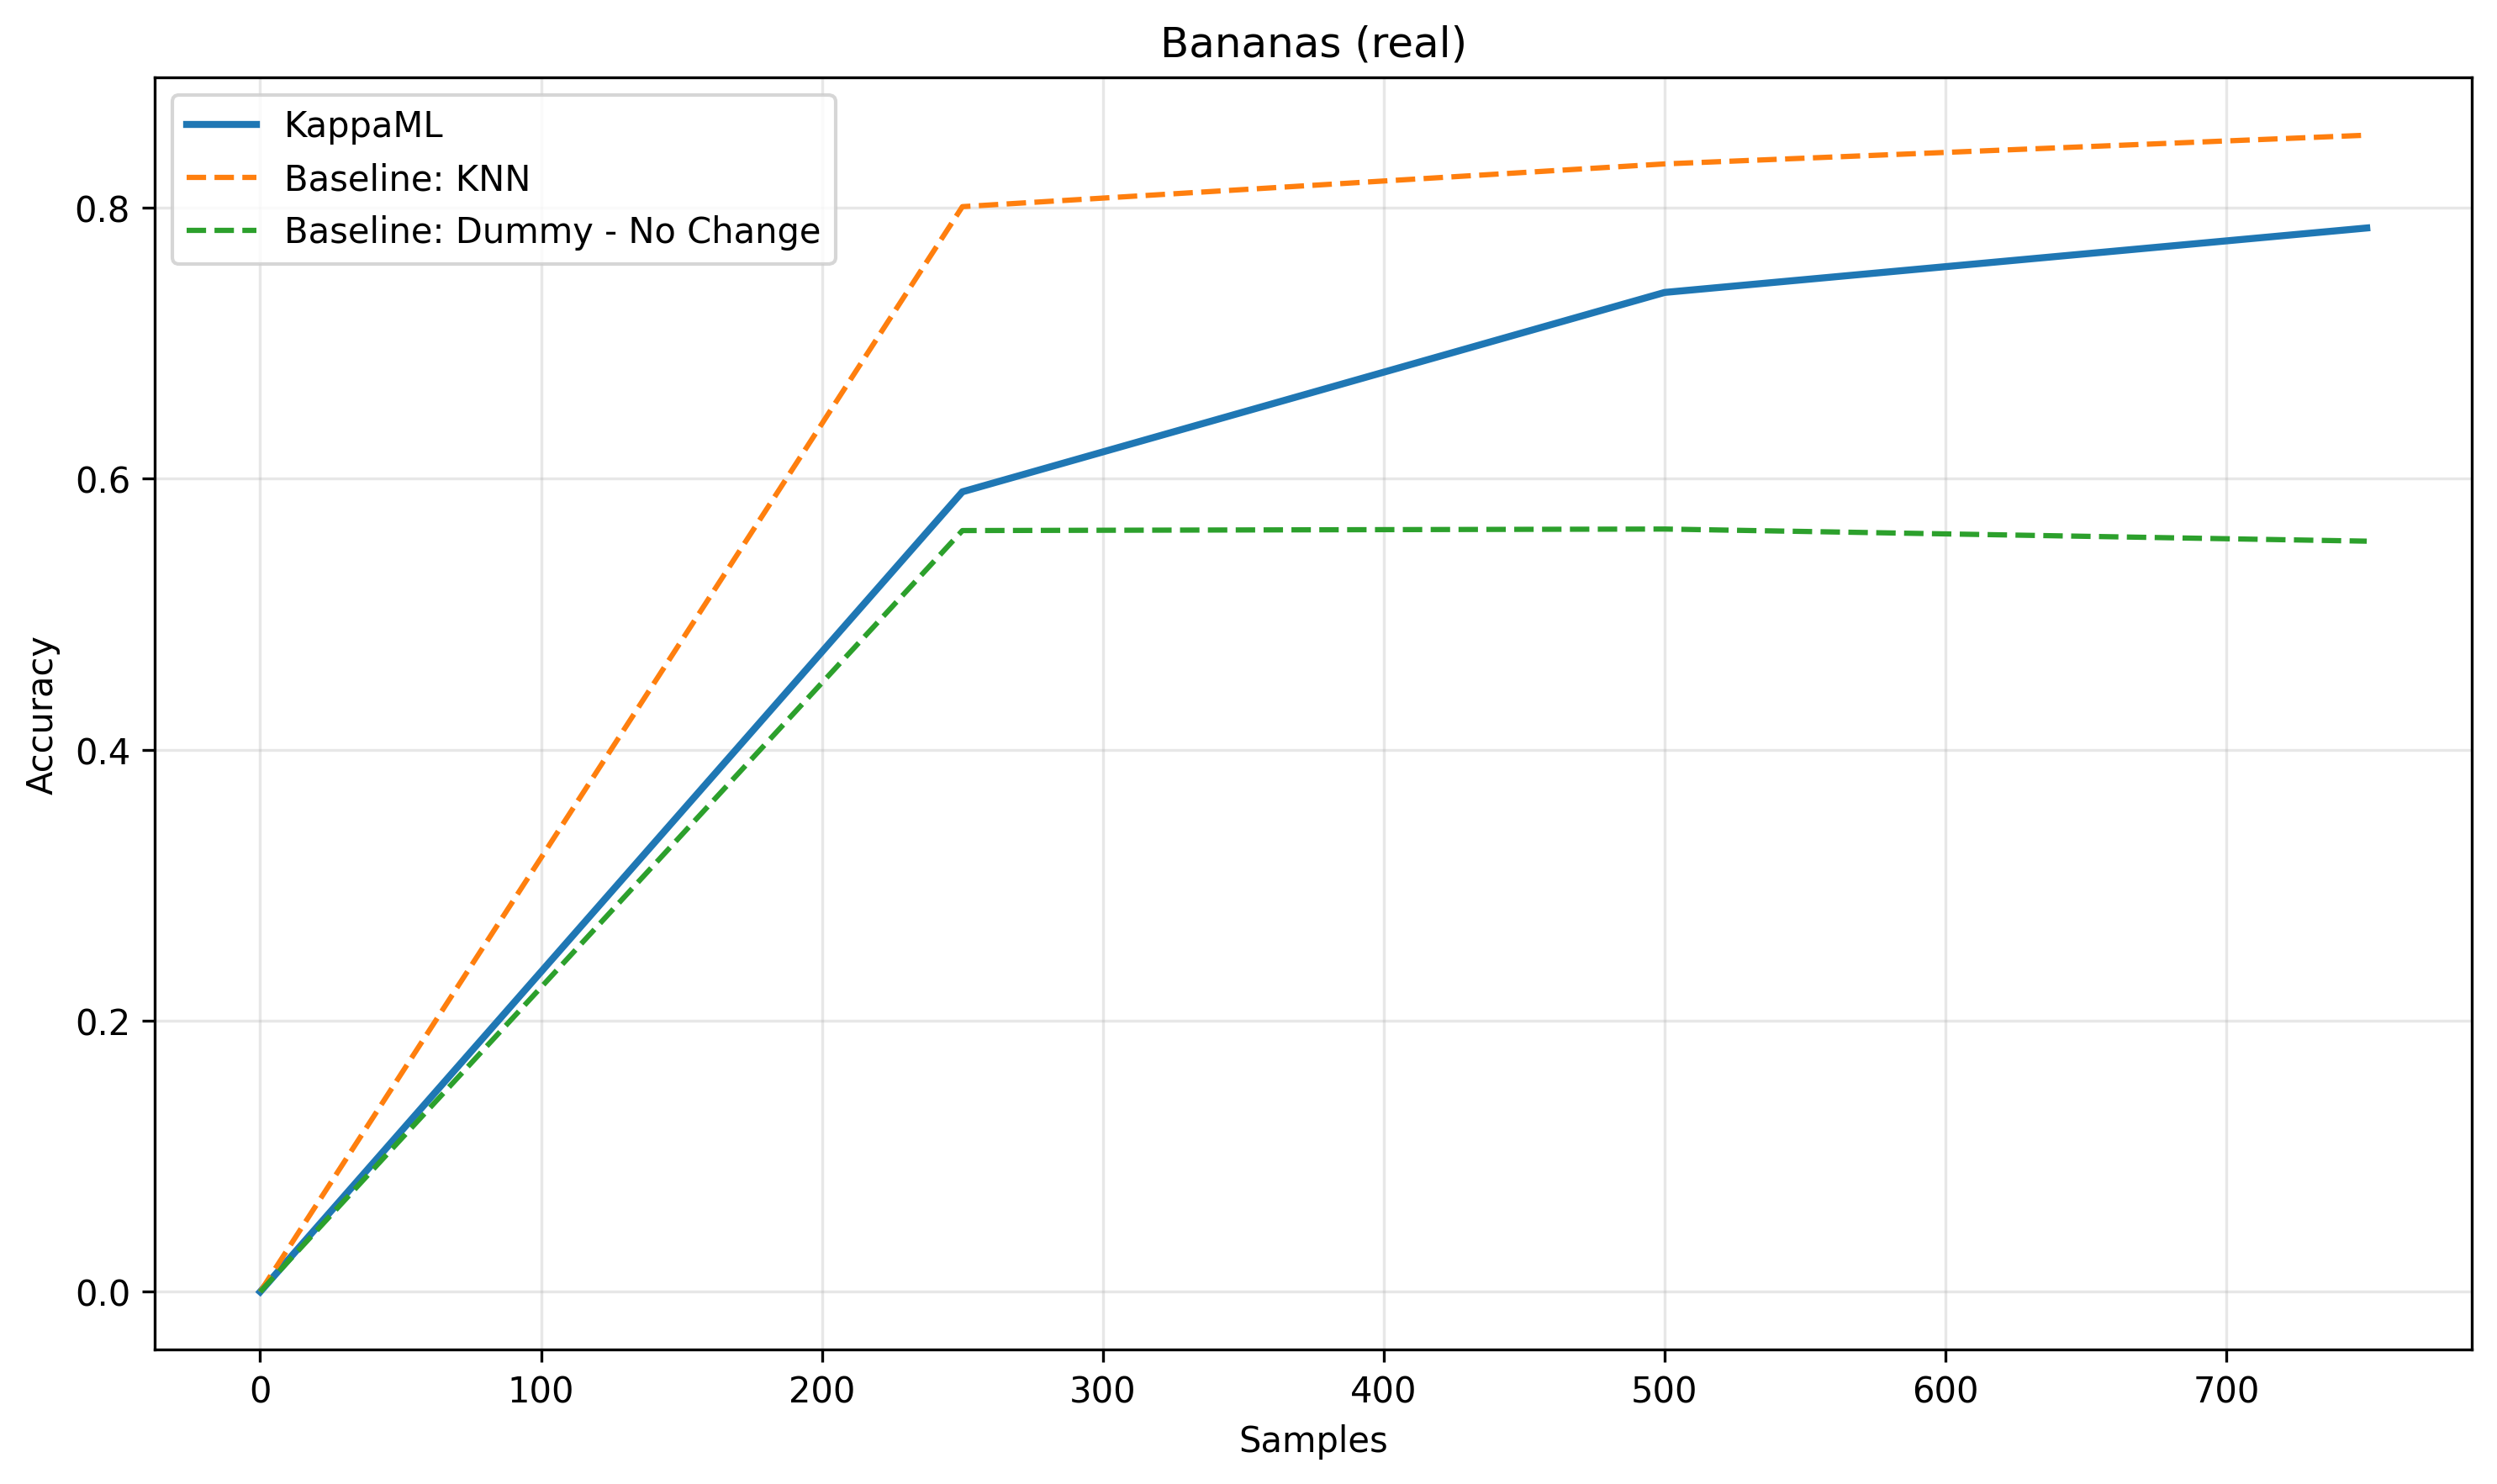 Bananas (real)
KappaML
Baseline: KNN
Baseline: Dummy - No Change
Accuracy
0.8
0.6
0.4
0.2
0.0
0 100 200 300 400 500 600 700
Samples